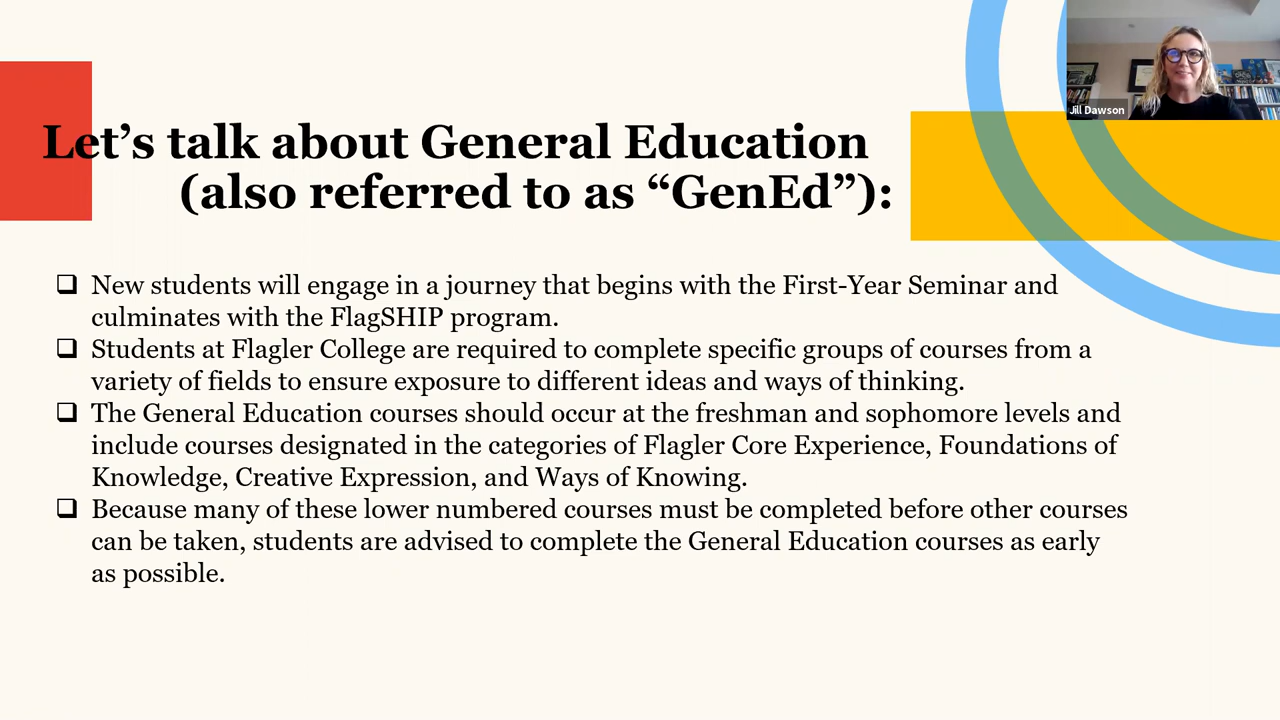 Jill Dawson
Let’s talk about General Education
(also referred to as “GenEd”):
❑ New students will engage in a journey that begins with the First-Year Seminar and
culminates with the FlagSHIP program.
❑ Students at Flagler College are required to complete specific groups of courses from a
variety of fields to ensure exposure to different ideas and ways of thinking.
❑ The General Education courses should occur at the freshman and sophomore levels and
include courses designated in the categories of Flagler Core Experience, Foundations of
Knowledge, Creative Expression, and Ways of Knowing.
❑ Because many of these lower numbered courses must be completed before other courses
can be taken, students are advised to complete the General Education courses as early
as possible.